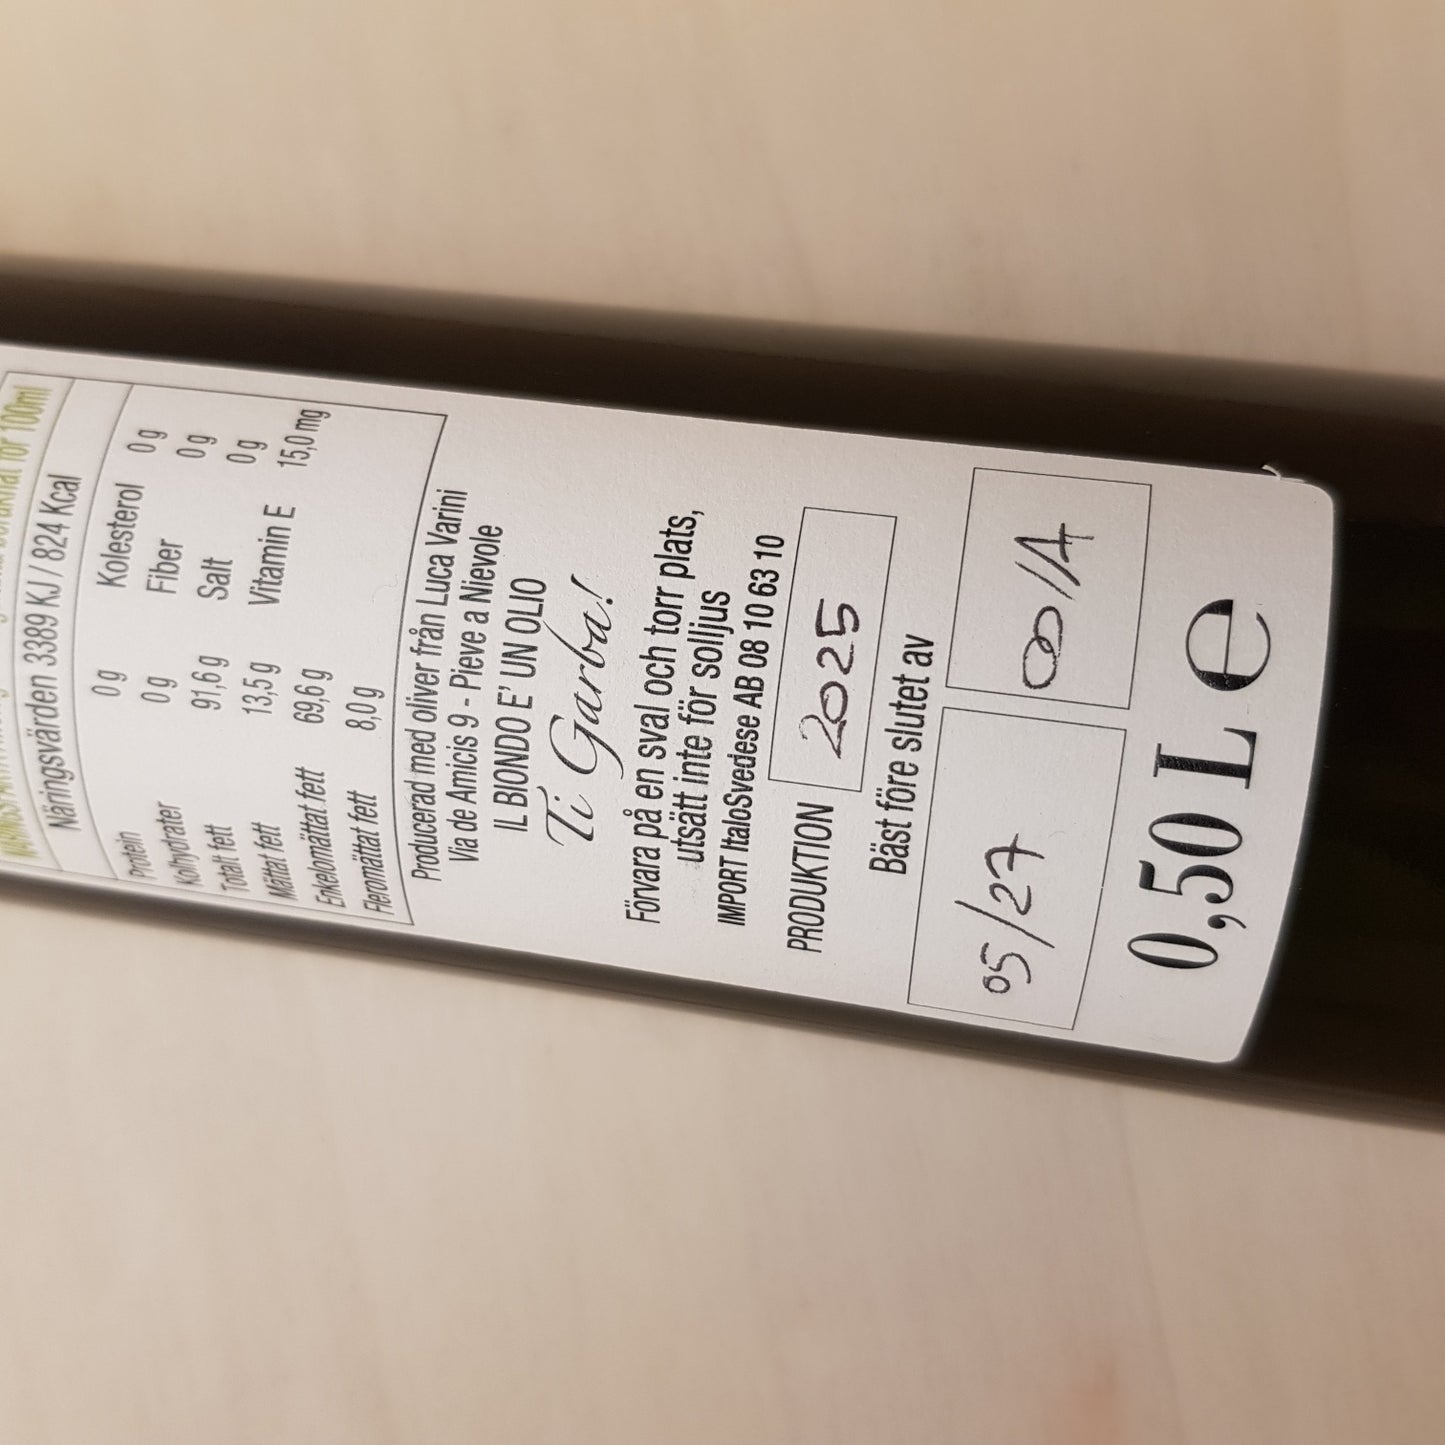 Näringsvärden 3389 KJ / 824 Kcal
Protein 0 g Kolesterol 0 g
Kolhydrater 0 g Fiber 0 g
Totalt fett 91,6 g Salt 0 g
Mättat fett 13,5 g Vitamin E 15,0 mg
Enkelomättat fett 69,6 g
Fleromättat fett 8,0 g
Producerad med oliver från Luca Varini
Via de Amicis 9 - Pieve a Nievole
IL BIONDO E' UN OLIO
Ti Garba!
Förvara på en sval och torr plats,
utsätt inte för solljus
IMPORT ItaloSvedese AB 08 10 63 10
PRODUKTION 2025
Bäst före slutet av
05/27 00/A
0,50 L e